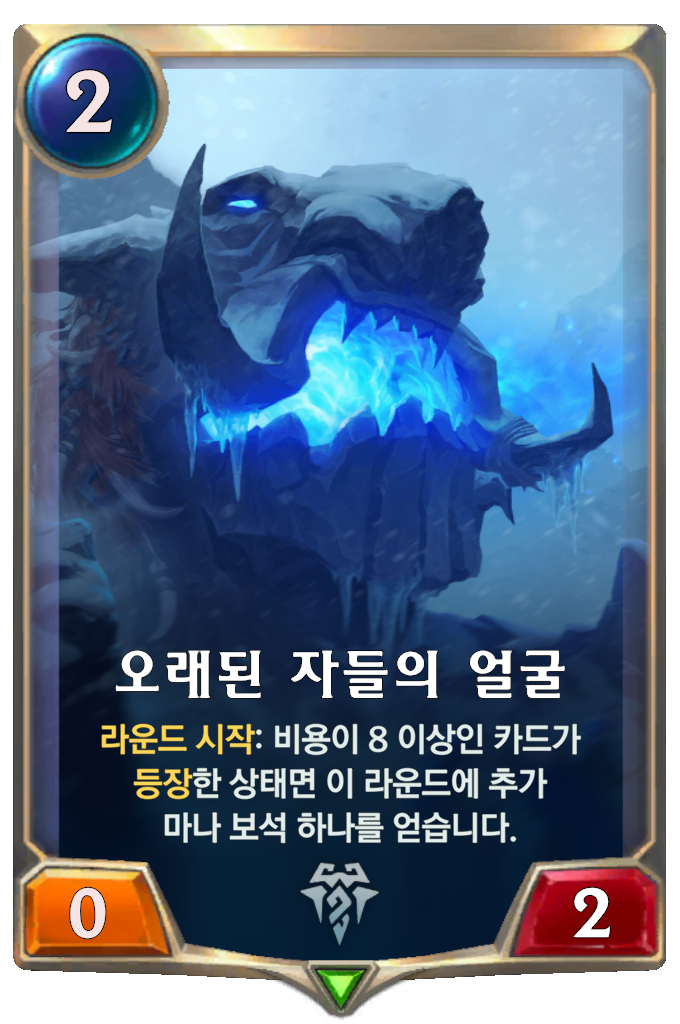 2
오래된 자들의 얼굴
라운드 시작: 비용이 8 이상인 카드가
등장한 상태면 이 라운드에 추가
마나 보석 하나를 얻습니다.
0
2